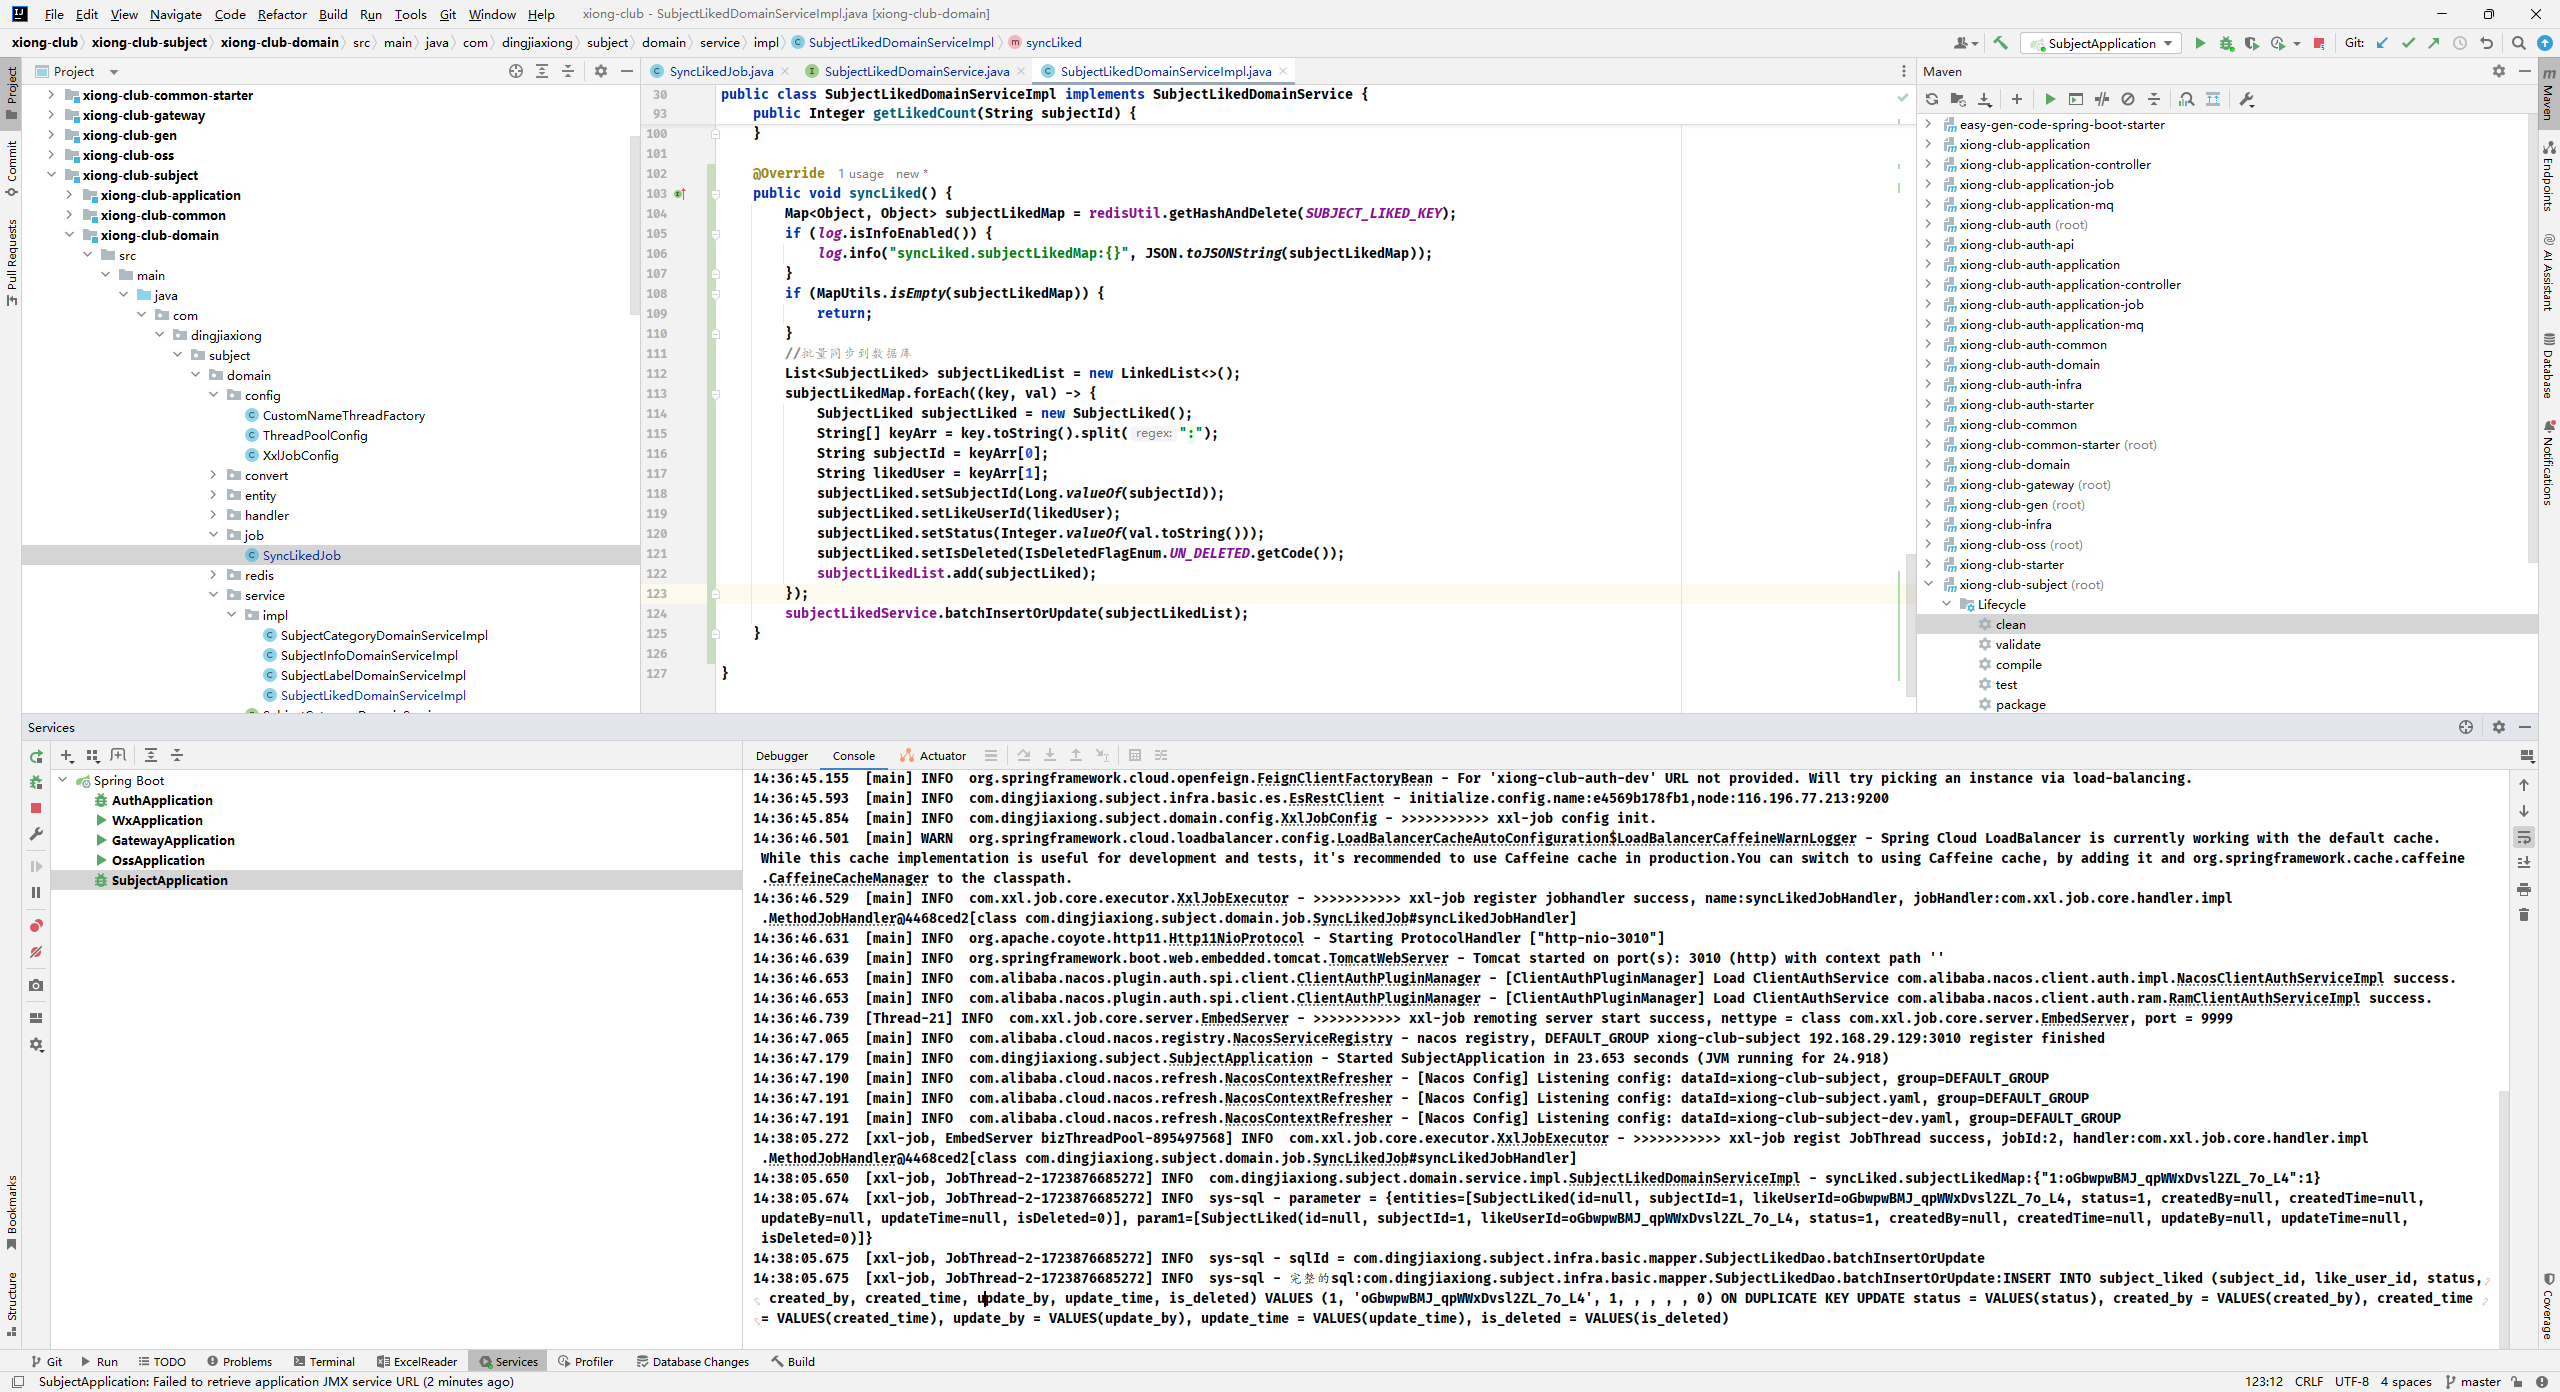 File Edit View Navigate Code Refactor Build Run Tools Git Window Help xiong-club - SubjectLikedDomainServiceImpl.java [xiong-club-domain]
xiong-club xiong-club-subject xiong-club-domain src main java com dingjiaxiong subject domain service impl SubjectLikedDomainServiceImpl syncLiked SubjectApplication Git:
Project
xiong-club-common-starter
xiong-club-gateway
xiong-club-gen
xiong-club-oss
xiong-club-subject
xiong-club-application
xiong-club-common
xiong-club-domain
src
main
java
com
dingjiaxiong
subject
domain
config
CustomNameThreadFactory
ThreadPoolConfig
XxlJobConfig
convert
entity
handler
job
SyncLikedJob
redis
service
impl
SubjectCategoryDomainServiceImpl
SubjectInfoDomainServiceImpl
SubjectLabelDomainServiceImpl
SubjectLikedDomainServiceImpl
SyncLikedJob.java SubjectLikedDomainService.java SubjectLikedDomainServiceImpl.java
30 public class SubjectLikedDomainServiceImpl implements SubjectLikedDomainService {
93 public Integer getLikedCount(String subjectId) {
100 }
101
102 @Override 1 usage new *
103 public void syncLiked() {
104 Map<Object, Object> subjectLikedMap = redisUtil.getHashAndDelete(SUBJECT_LIKED_KEY);
105 if (log.isInfoEnabled()) {
106 log.info("syncLiked.subjectLikedMap:{}", JSON.toJSONString(subjectLikedMap));
107 }
108 if (MapUtils.isEmpty(subjectLikedMap)) {
109 return;
110 }
111 //批量同步到数据库
112 List<SubjectLiked> subjectLikedList = new LinkedList<>();
113 subjectLikedMap.forEach((key, val) -> {
114 SubjectLiked subjectLiked = new SubjectLiked();
115 String[] keyArr = key.toString().split( regex: ":");
116 String subjectId = keyArr[0];
117 String likedUser = keyArr[1];
118 subjectLiked.setSubjectId(Long.valueOf(subjectId));
119 subjectLiked.setLikeUserId(likedUser);
120 subjectLiked.setStatus(Integer.valueOf(val.toString()));
121 subjectLiked.setIsDeleted(IsDeletedFlagEnum.UN_DELETED.getCode());
122 subjectLikedList.add(subjectLiked);
123 });
124 subjectLikedService.batchInsertOrUpdate(subjectLikedList);
125 }
126
127 }
Maven
easy-gen-code-spring-boot-starter
xiong-club-application
xiong-club-application-controller
xiong-club-application-job
xiong-club-application-mq
xiong-club-auth (root)
xiong-club-auth-api
xiong-club-auth-application
xiong-club-auth-application-controller
xiong-club-auth-application-job
xiong-club-auth-application-mq
xiong-club-auth-common
xiong-club-auth-domain
xiong-club-auth-infra
xiong-club-auth-starter
xiong-club-common
xiong-club-common-starter (root)
xiong-club-domain
xiong-club-gateway (root)
xiong-club-gen (root)
xiong-club-infra
xiong-club-oss (root)
xiong-club-starter
xiong-club-subject (root)
Lifecycle
clean
validate
compile
test
package
Project
Commit
Pull Requests
Bookmarks
Structure
Maven
Endpoints
AI Assistant
Database
Notifications
Coverage
Services
Spring Boot
AuthApplication
WxApplication
GatewayApplication
OssApplication
SubjectApplication
Debugger Console Actuator
14:36:45.155 [main] INFO org.springframework.cloud.openfeign.FeignClientFactoryBean - For 'xiong-club-auth-dev' URL not provided. Will try picking an instance via load-balancing.
14:36:45.593 [main] INFO com.dingjiaxiong.subject.infra.basic.es.EsRestClient - initialize.config.name:e4569b178fb1,node:116.196.77.213:9200
14:36:45.854 [main] INFO com.dingjiaxiong.subject.domain.config.XxlJobConfig - >>>>>>>>>>> xxl-job config init.
14:36:46.501 [main] WARN org.springframework.cloud.loadbalancer.config.LoadBalancerCacheAutoConfiguration$LoadBalancerCaffeineWarnLogger - Spring Cloud LoadBalancer is currently working with the default cache.
While this cache implementation is useful for development and tests, it's recommended to use Caffeine cache in production.You can switch to using Caffeine cache, by adding it and org.springframework.cache.caffeine
.CaffeineCacheManager to the classpath.
14:36:46.529 [main] INFO com.xxl.job.core.executor.XxlJobExecutor - >>>>>>>>>>> xxl-job register jobhandler success, name:syncLikedJobHandler, jobHandler:com.xxl.job.core.handler.impl
.MethodJobHandler@4468ced2[class com.dingjiaxiong.subject.domain.job.SyncLikedJob#syncLikedJobHandler]
14:36:46.631 [main] INFO org.apache.coyote.http11.Http11NioProtocol - Starting ProtocolHandler ["http-nio-3010"]
14:36:46.639 [main] INFO org.springframework.boot.web.embedded.tomcat.TomcatWebServer - Tomcat started on port(s): 3010 (http) with context path ''
14:36:46.653 [main] INFO com.alibaba.nacos.plugin.auth.spi.client.ClientAuthPluginManager - [ClientAuthPluginManager] Load ClientAuthService com.alibaba.nacos.client.auth.impl.NacosClientAuthServiceImpl success.
14:36:46.653 [main] INFO com.alibaba.nacos.plugin.auth.spi.client.ClientAuthPluginManager - [ClientAuthPluginManager] Load ClientAuthService com.alibaba.nacos.client.auth.ram.RamClientAuthServiceImpl success.
14:36:46.739 [Thread-21] INFO com.xxl.job.core.server.EmbedServer - >>>>>>>>>>> xxl-job remoting server start success, nettype = class com.xxl.job.core.server.EmbedServer, port = 9999
14:36:47.065 [main] INFO com.alibaba.cloud.nacos.registry.NacosServiceRegistry - nacos registry, DEFAULT_GROUP xiong-club-subject 192.168.29.129:3010 register finished
14:36:47.179 [main] INFO com.dingjiaxiong.subject.SubjectApplication - Started SubjectApplication in 23.653 seconds (JVM running for 24.918)
14:36:47.190 [main] INFO com.alibaba.cloud.nacos.refresh.NacosContextRefresher - [Nacos Config] Listening config: dataId=xiong-club-subject, group=DEFAULT_GROUP
14:36:47.191 [main] INFO com.alibaba.cloud.nacos.refresh.NacosContextRefresher - [Nacos Config] Listening config: dataId=xiong-club-subject.yaml, group=DEFAULT_GROUP
14:36:47.191 [main] INFO com.alibaba.cloud.nacos.refresh.NacosContextRefresher - [Nacos Config] Listening config: dataId=xiong-club-subject-dev.yaml, group=DEFAULT_GROUP
14:38:05.272 [xxl-job, EmbedServer bizThreadPool-895497568] INFO com.xxl.job.core.executor.XxlJobExecutor - >>>>>>>>>>> xxl-job regist JobThread success, jobId:2, handler:com.xxl.job.core.handler.impl
.MethodJobHandler@4468ced2[class com.dingjiaxiong.subject.domain.job.SyncLikedJob#syncLikedJobHandler]
14:38:05.650 [xxl-job, JobThread-2-1723876685272] INFO com.dingjiaxiong.subject.domain.service.impl.SubjectLikedDomainServiceImpl - syncLiked.subjectLikedMap:{"1:oGbwpwBMJ_qpWWxDvsl2ZL_7o_L4":1}
14:38:05.674 [xxl-job, JobThread-2-1723876685272] INFO sys-sql - parameter = {entities=[SubjectLiked(id=null, subjectId=1, likeUserId=oGbwpwBMJ_qpWWxDvsl2ZL_7o_L4, status=1, createdBy=null, createdTime=null,
updateBy=null, updateTime=null, isDeleted=0)], param1=[SubjectLiked(id=null, subjectId=1, likeUserId=oGbwpwBMJ_qpWWxDvsl2ZL_7o_L4, status=1, createdBy=null, createdTime=null, updateBy=null, updateTime=null,
isDeleted=0)]}
14:38:05.675 [xxl-job, JobThread-2-1723876685272] INFO sys-sql - sqlId = com.dingjiaxiong.subject.infra.basic.mapper.SubjectLikedDao.batchInsertOrUpdate
14:38:05.675 [xxl-job, JobThread-2-1723876685272] INFO sys-sql - 完整的sql:com.dingjiaxiong.subject.infra.basic.mapper.SubjectLikedDao.batchInsertOrUpdate:INSERT INTO subject_liked (subject_id, like_user_id, status,
created_by, created_time, update_by, update_time, is_deleted) VALUES (1, 'oGbwpwBMJ_qpWWxDvsl2ZL_7o_L4', 1, , , , , 0) ON DUPLICATE KEY UPDATE status = VALUES(status), created_by = VALUES(created_by), created_time
= VALUES(created_time), update_by = VALUES(update_by), update_time = VALUES(update_time), is_deleted = VALUES(is_deleted)
Git Run TODO Problems Terminal ExcelReader Services Profiler Database Changes Build
SubjectApplication: Failed to retrieve application JMX service URL (2 minutes ago) 123:12 CRLF UTF-8 4 spaces master